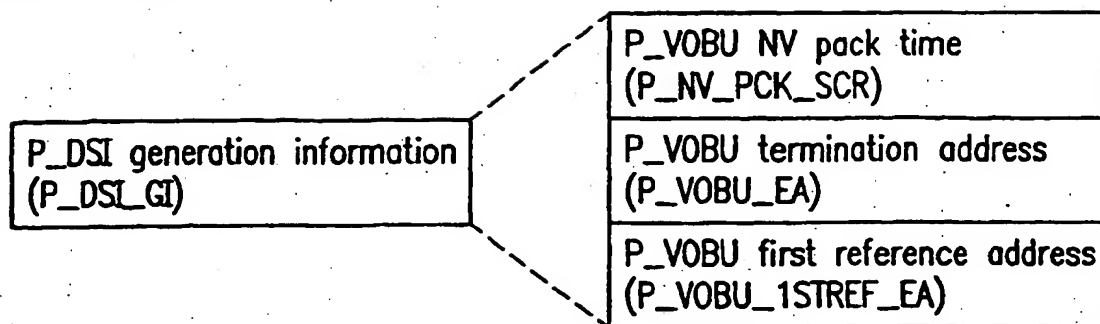 P_DSI generation information
(P_DSI_GI)
P_VOBU NV pack time
(P_NV_PCK_SCR)
P_VOBU termination address
(P_VOBU_EA)
P_VOBU first reference address
(P_VOBU_1STREF_EA)